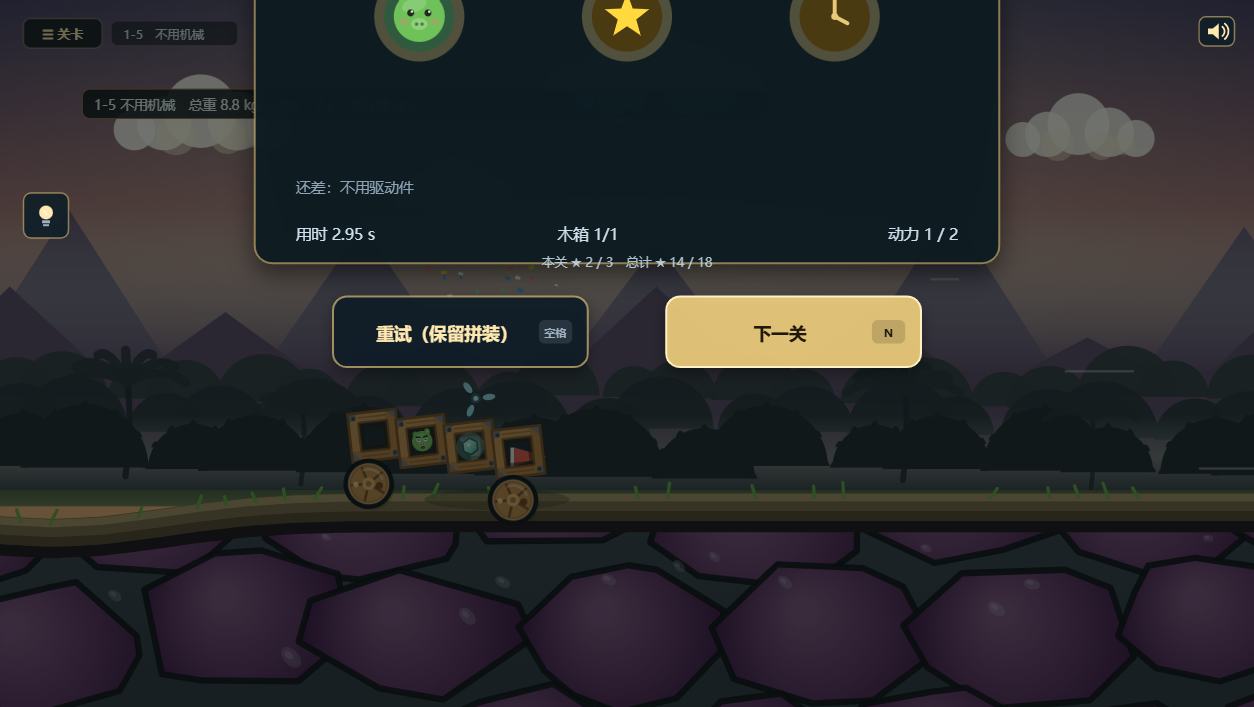 ☰ 关卡
1-5 不用机械
1-5 不用机械 总重 8.8 kg
还差：不用驱动件
用时 2.95 s 木箱 1/1 动力 1 / 2
本关 ★ 2 / 3 总计 ★ 14 / 18
重试（保留拼装） 空格
下一关 N